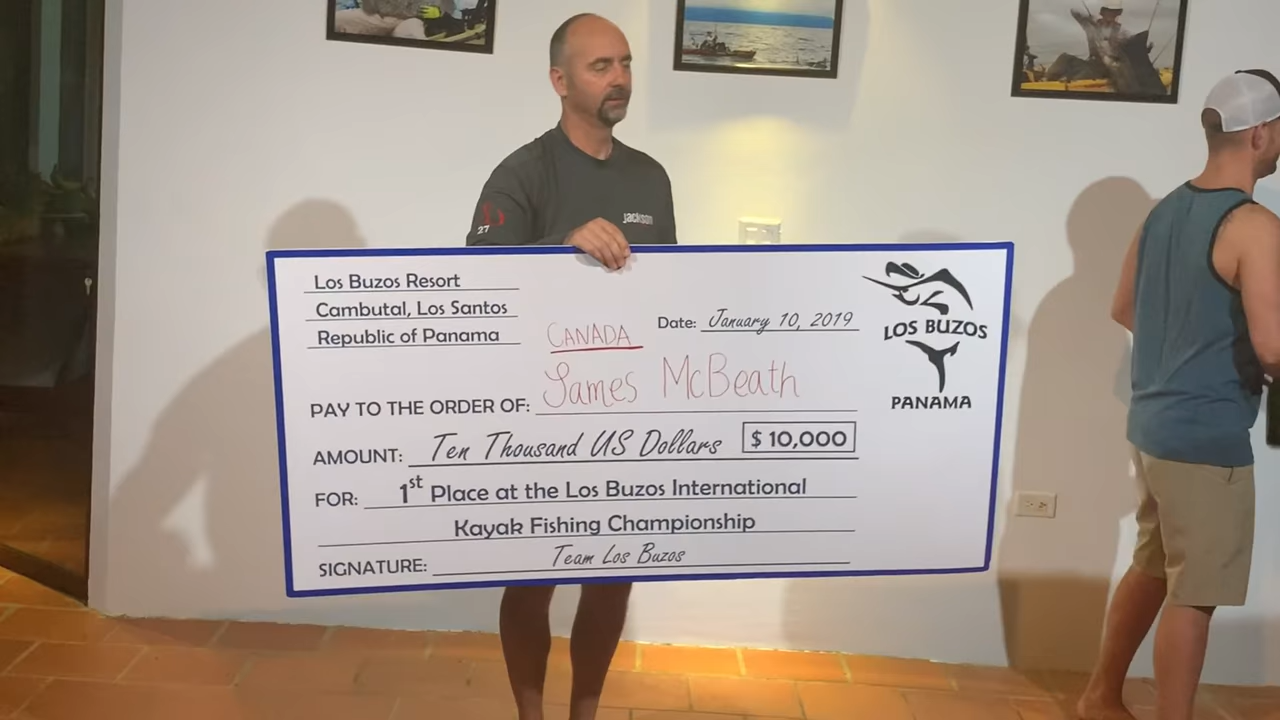 jackson
27
Los Buzos Resort
Cambutal, Los Santos
Republic of Panama
CANADA
Date: January 10, 2019
LOS BUZOS
PANAMA
PAY TO THE ORDER OF: James McBeath
AMOUNT: Ten Thousand US Dollars $ 10,000
FOR: 1st Place at the Los Buzos International
Kayak Fishing Championship
SIGNATURE: Team Los Buzos